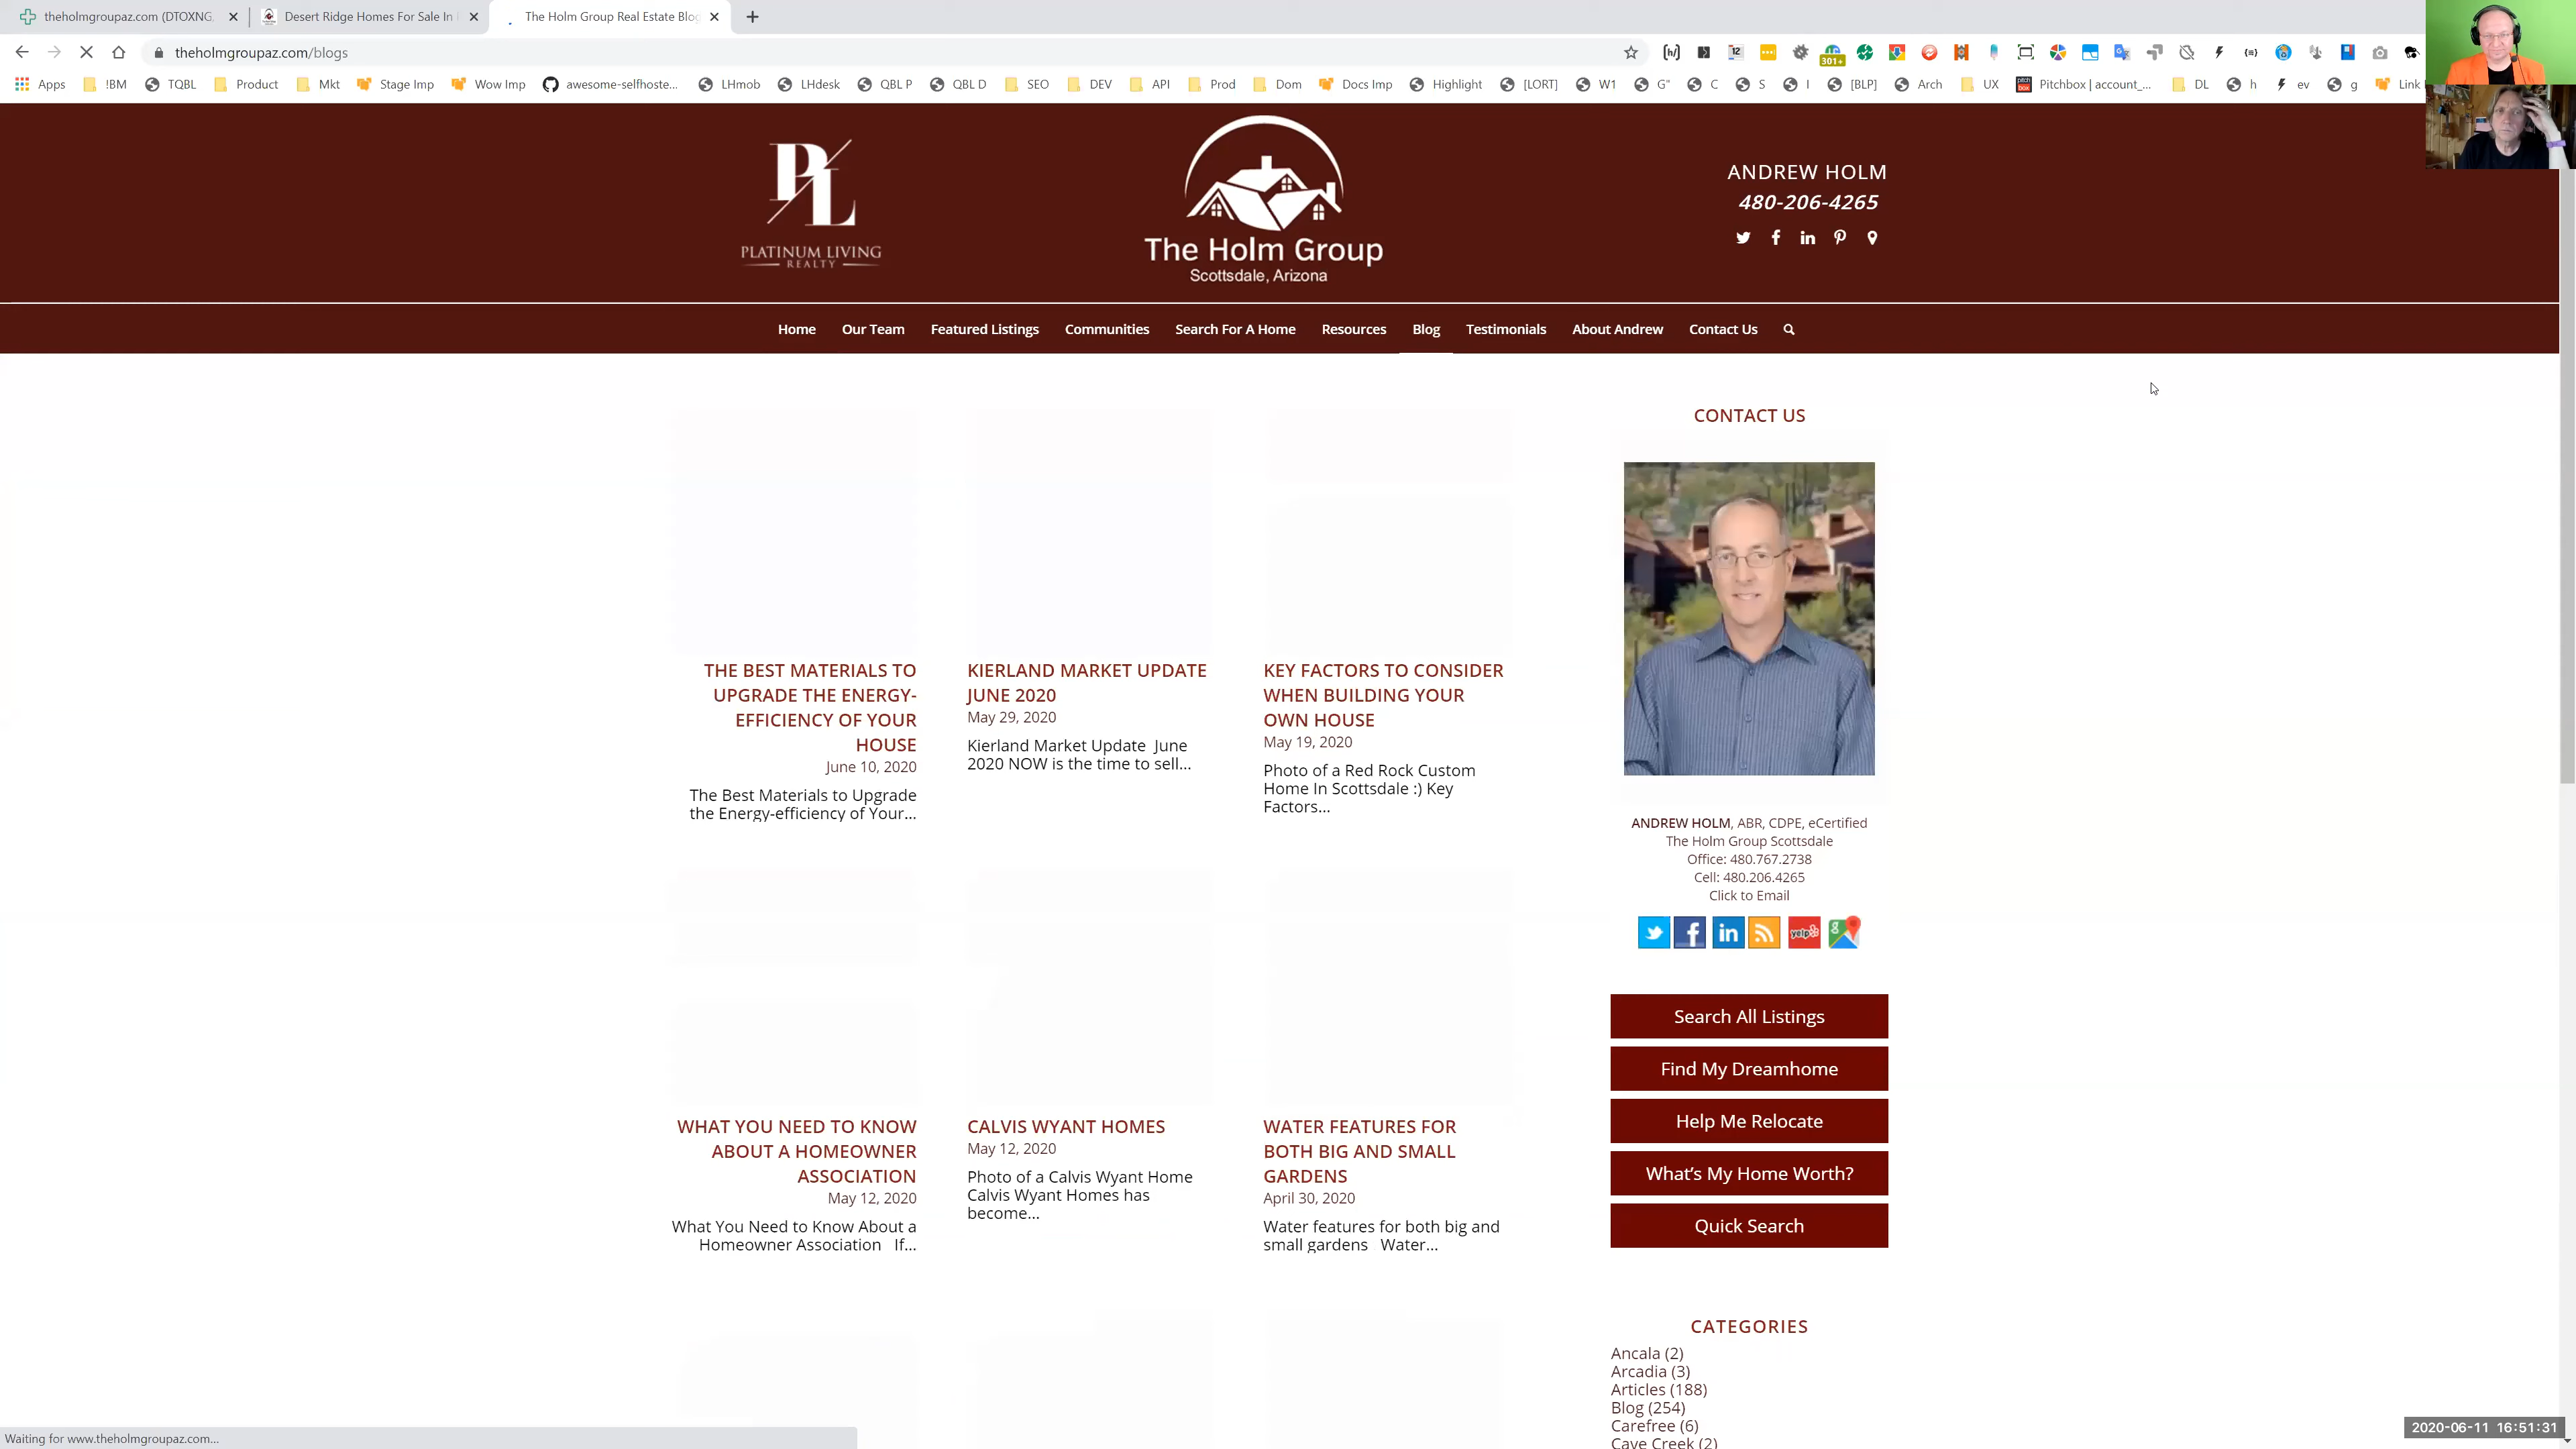 theholmgroupaz.com (DTOXNG
Desert Ridge Homes For Sale In
The Holm Group Real Estate Blog
theholmgroupaz.com/blogs
301+
12
Apps
!BM
TQBL
Product
Mkt
Stage Imp
Wow Imp
awesome-selfhoste...
LHmob
LHdesk
QBL P
QBL D
SEO
DEV
API
Prod
Dom
Docs Imp
Highlight
[LORT]
W1
G"
C
S
I
[BLP]
Arch
UX
Pitchbox | account_...
DL
h
ev
g
Link
PL
PLATINUM LIVING
REALTY
The Holm Group
Scottsdale, Arizona
ANDREW HOLM
480-206-4265
Home
Our Team
Featured Listings
Communities
Search For A Home
Resources
Blog
Testimonials
About Andrew
Contact Us
THE BEST MATERIALS TO
UPGRADE THE ENERGY-
EFFICIENCY OF YOUR
HOUSE
June 10, 2020
The Best Materials to Upgrade
the Energy-efficiency of Your...
KIERLAND MARKET UPDATE
JUNE 2020
May 29, 2020
Kierland Market Update June
2020 NOW is the time to sell...
KEY FACTORS TO CONSIDER
WHEN BUILDING YOUR
OWN HOUSE
May 19, 2020
Photo of a Red Rock Custom
Home In Scottsdale :) Key
Factors...
WHAT YOU NEED TO KNOW
ABOUT A HOMEOWNER
ASSOCIATION
May 12, 2020
What You Need to Know About a
Homeowner Association If...
CALVIS WYANT HOMES
May 12, 2020
Photo of a Calvis Wyant Home
Calvis Wyant Homes has
become...
WATER FEATURES FOR
BOTH BIG AND SMALL
GARDENS
April 30, 2020
Water features for both big and
small gardens Water...
CONTACT US
ANDREW HOLM, ABR, CDPE, eCertified
The Holm Group Scottsdale
Office: 480.767.2738
Cell: 480.206.4265
Click to Email
yelp
Search All Listings
Find My Dreamhome
Help Me Relocate
What's My Home Worth?
Quick Search
CATEGORIES
Ancala (2)
Arcadia (3)
Articles (188)
Blog (254)
Carefree (6)
Cave Creek (2)
Waiting for www.theholmgroupaz.com...
2020-06-11 16:51:31